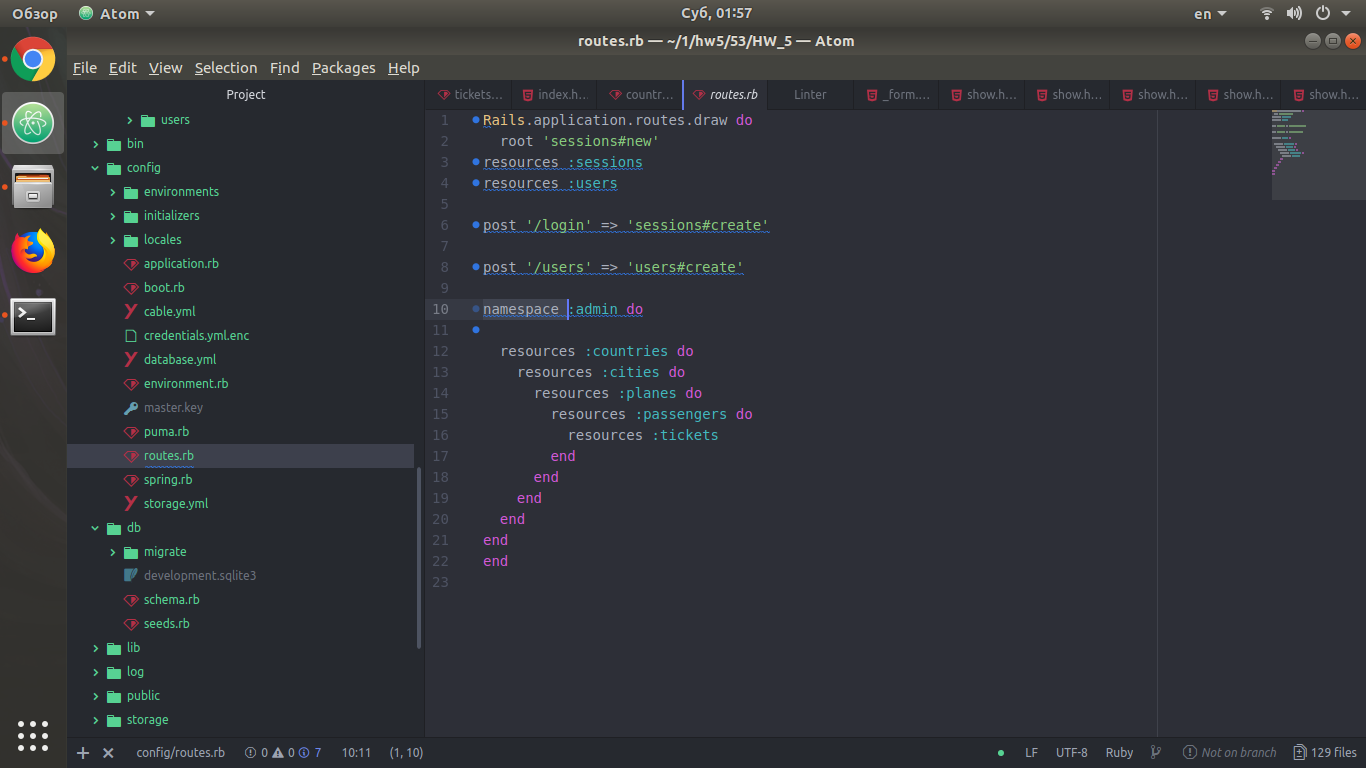 Обзор
Atom
Суб, 01:57
en
routes.rb — ~/1/hw5/53/HW_5 — Atom
File Edit View Selection Find Packages Help
Project
tickets…
index.h…
countr…
routes.rb
Linter
_form.…
show.h…
show.h…
show.h…
show.h…
show.h…
users
bin
config
environments
initializers
locales
application.rb
boot.rb
cable.yml
credentials.yml.enc
database.yml
environment.rb
master.key
puma.rb
routes.rb
spring.rb
storage.yml
db
migrate
development.sqlite3
schema.rb
seeds.rb
lib
log
public
storage
1 Rails.application.routes.draw do
2 root 'sessions#new'
3 resources :sessions
4 resources :users
5
6 post '/login' => 'sessions#create'
7
8 post '/users' => 'users#create'
9
10 namespace :admin do
11
12 resources :countries do
13 resources :cities do
14 resources :planes do
15 resources :passengers do
16 resources :tickets
17 end
18 end
19 end
20 end
21 end
22 end
23
config/routes.rb 0 0 7 10:11 (1, 10)
LF UTF-8 Ruby Not on branch 129 files